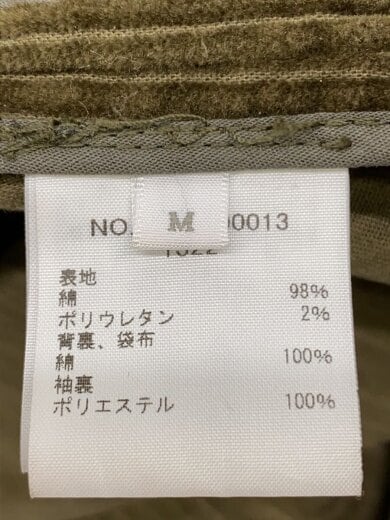 M
NO. 00013
表地
綿 98%
ポリウレタン 2%
背裏、袋布
綿 100%
袖裏
ポリエステル 100%